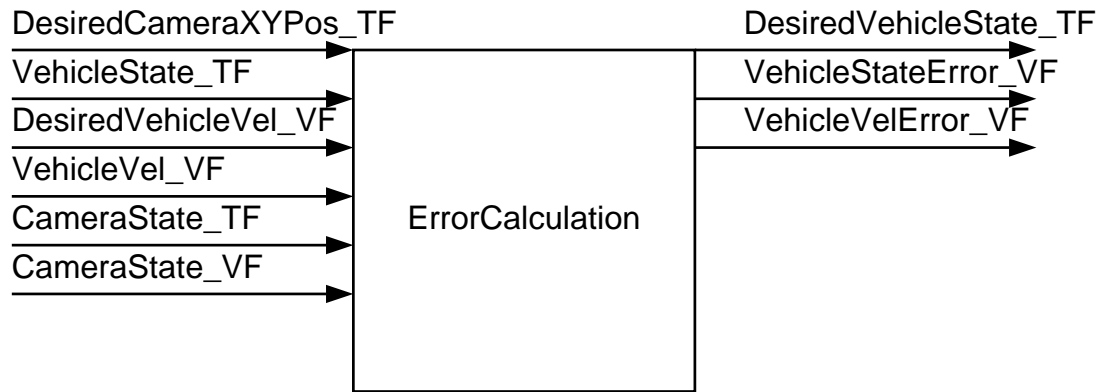 DesiredCameraXYPos_TF
VehicleState_TF
DesiredVehicleVel_VF
VehicleVel_VF
CameraState_TF
CameraState_VF
ErrorCalculation
DesiredVehicleState_TF
VehicleStateError_VF
VehicleVelError_VF